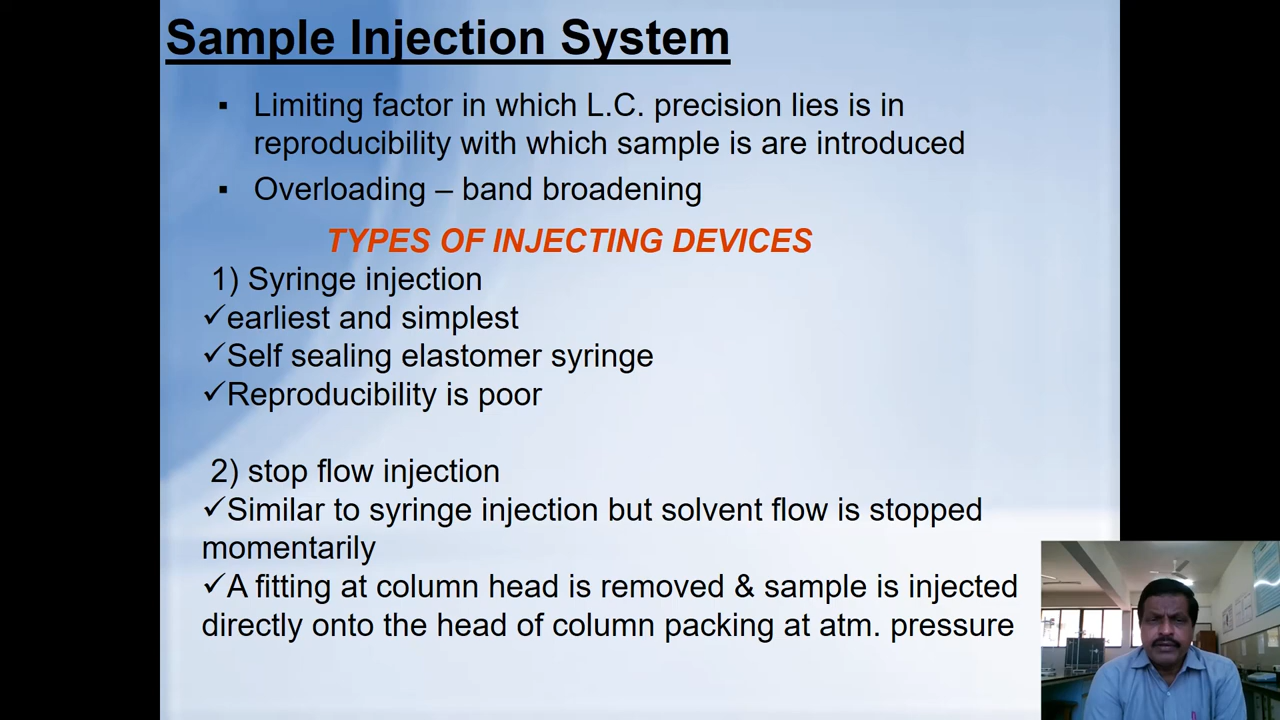 Sample Injection System
▪ Limiting factor in which L.C. precision lies is in
reproducibility with which sample is are introduced
▪ Overloading – band broadening
TYPES OF INJECTING DEVICES
1) Syringe injection
✓earliest and simplest
✓Self sealing elastomer syringe
✓Reproducibility is poor
2) stop flow injection
✓Similar to syringe injection but solvent flow is stopped
momentarily
✓A fitting at column head is removed & sample is injected
directly onto the head of column packing at atm. pressure